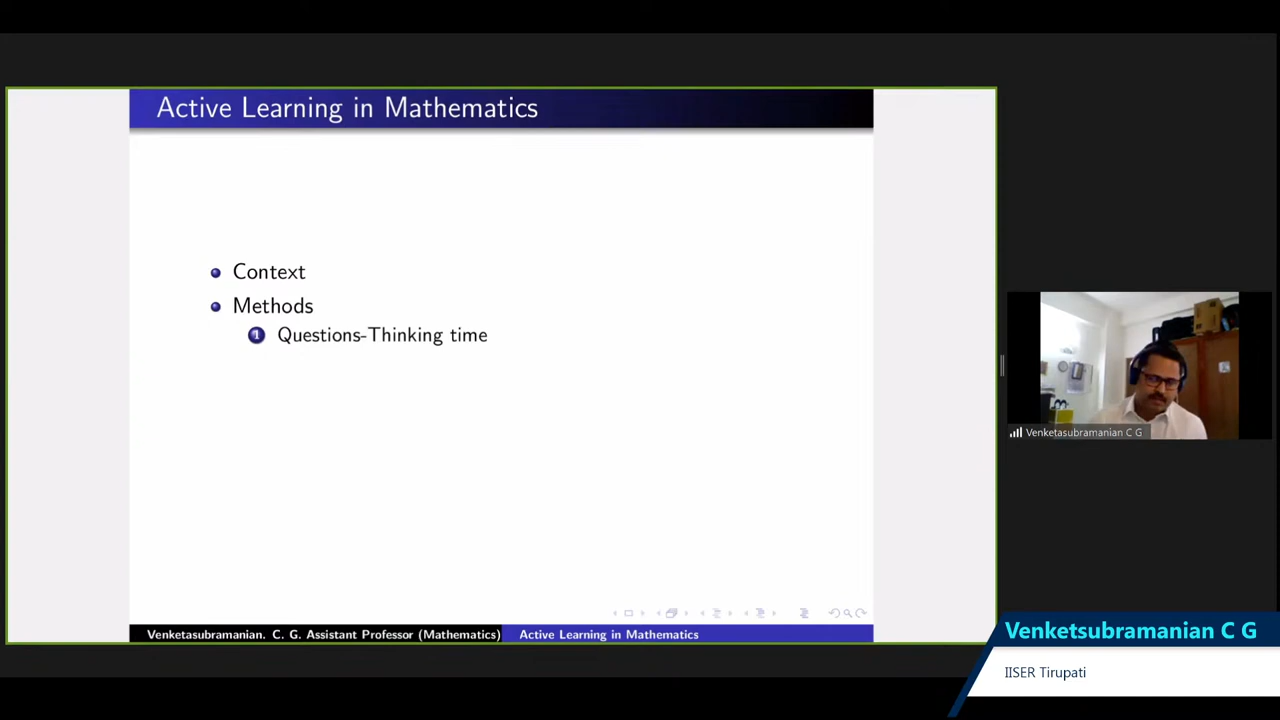 Active Learning in Mathematics
Context
Methods
1 Questions-Thinking time
Venketasubramanian. C. G. Assistant Professor (Mathematics)
Active Learning in Mathematics
Venketasubramanian C G
Venketsubramanian C G
IISER Tirupati